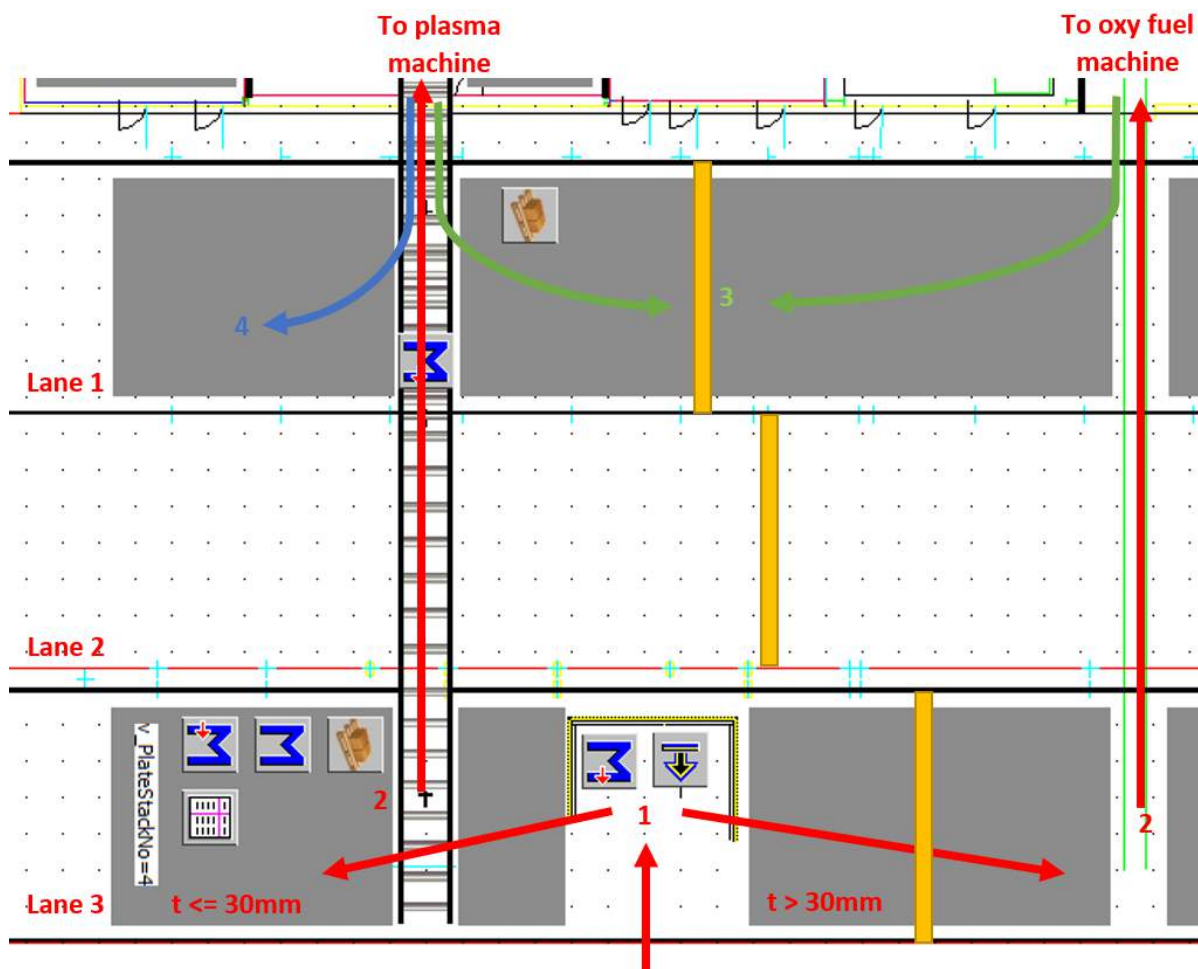 To plasma
machine
To oxy fuel
machine
4
3
Lane 1
Lane 2
v_PlateStackNo=4
2
1
2
t <= 30mm
t > 30mm
Lane 3